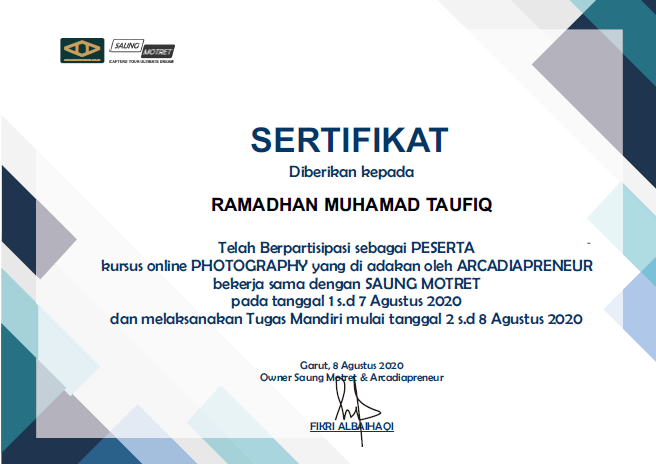 SAUNG
MOTRET
CAPTURE YOUR ULTIMATE DREAM
SERTIFIKAT
Diberikan kepada
RAMADHAN MUHAMAD TAUFIQ
Telah Berpartisipasi sebagai PESERTA
kursus online PHOTOGRAPHY yang di adakan oleh ARCADIAPRENEUR
bekerja sama dengan SAUNG MOTRET
pada tanggal 1 s.d 7 Agustus 2020
dan melaksanakan Tugas Mandiri mulai tanggal 2 s.d 8 Agustus 2020
Garut, 8 Agustus 2020
Owner Saung Motret & Arcadiapreneur
FIKRI ALBAIHAQI